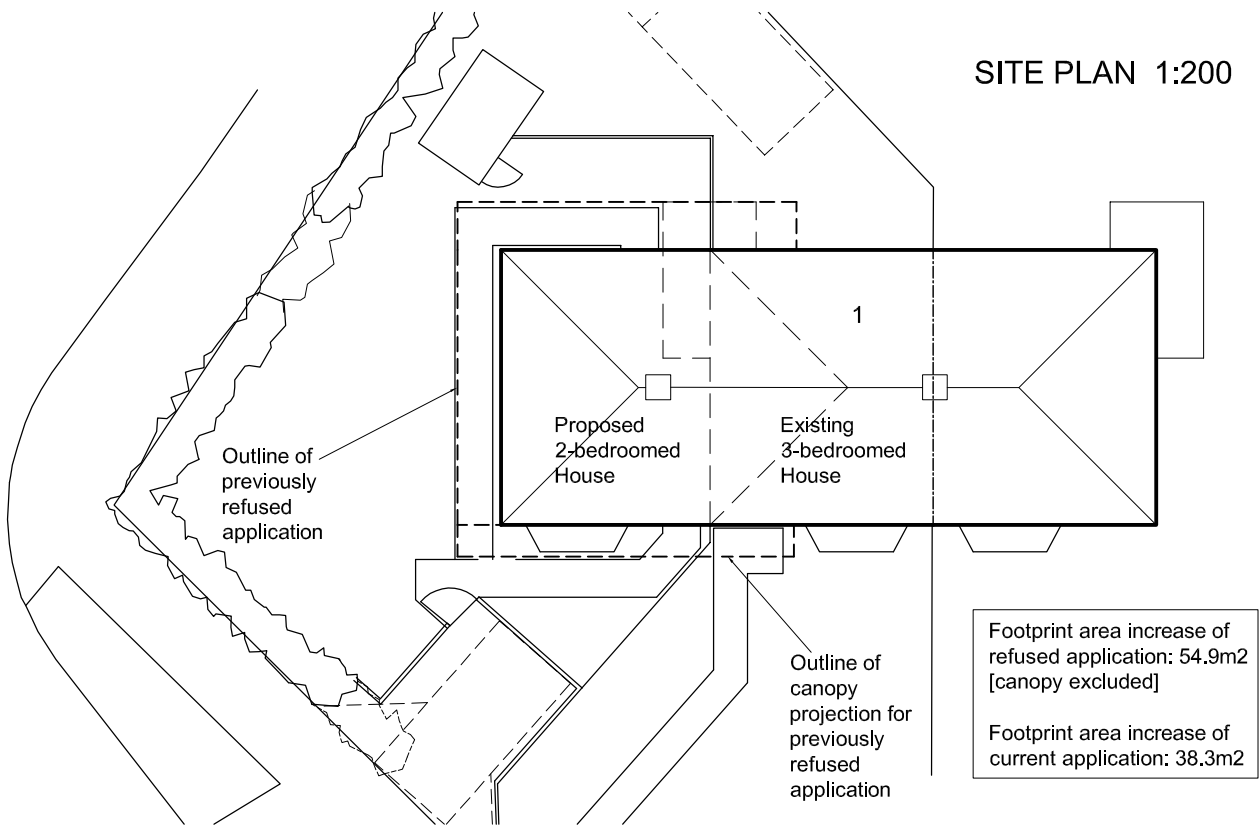 SITE PLAN 1:200
1
Proposed
2-bedroomed
House
Existing
3-bedroomed
House
Outline of
previously
refused
application
Outline of
canopy
projection for
previously
refused
application
Footprint area increase of
refused application: 54.9m2
[canopy excluded]
Footprint area increase of
current application: 38.3m2